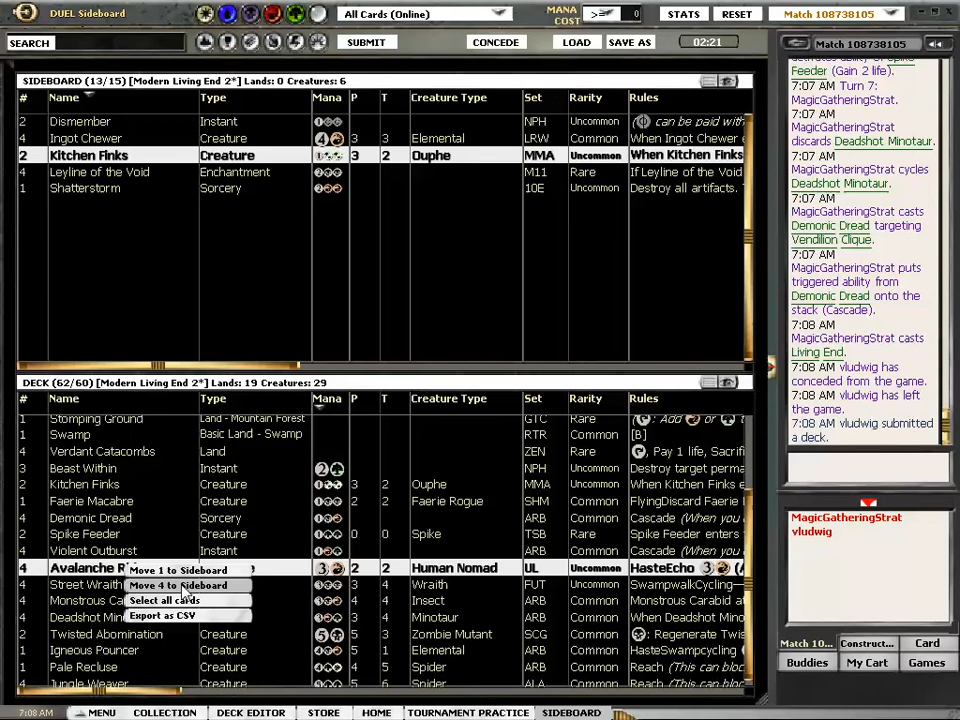 DUEL Sideboard
All Cards (Online)
MANA COST
0
STATS
RESET
Match 108738105
SEARCH
SUBMIT
CONCEDE
LOAD
SAVE AS
02:21
Match 108738105
SIDEBOARD (13/15) [Modern Living End 2*] Lands: 0 Creatures: 6
# Name Type Mana P T Creature Type Set Rarity Rules
2 Dismember Instant NPH Uncommon can be paid with
4 Ingot Chewer Creature 3 3 Elemental LRW Common When Ingot Chewer e
2 Kitchen Finks Creature 3 2 Ouphe MMA Uncommon When Kitchen Finks
4 Leyline of the Void Enchantment M11 Rare If Leyline of the Void
1 Shatterstorm Sorcery 10E Uncommon Destroy all artifacts.
DECK (62/60) [Modern Living End 2*] Lands: 19 Creatures: 29
# Name Type Mana P T Creature Type Set Rarity Rules
1 Stomping Ground Land - Mountain Forest GTC Rare : Add or
1 Swamp Basic Land - Swamp RTR Common [B]
4 Verdant Catacombs Land ZEN Rare , Pay 1 life, Sacrifi
3 Beast Within Instant NPH Uncommon Destroy target perma
2 Kitchen Finks Creature 3 2 Ouphe MMA Uncommon When Kitchen Finks e
1 Faerie Macabre Creature 2 2 Faerie Rogue SHM Common FlyingDiscard Faerie
4 Demonic Dread Sorcery ARB Common Cascade (When you
2 Spike Feeder Creature 0 0 Spike TSB Rare Spike Feeder enters
4 Violent Outburst Instant ARB Common Cascade (When you
4 Avalanche R 3 2 2 Human Nomad UL Uncommon HasteEcho 3
4 Street Wraith 3 4 Wraith FUT Uncommon SwampwalkCycling—
4 Monstrous Carabid 4 4 Insect ARB Common Monstrous Carabid at
4 Deadshot Mino 3 4 Minotaur ARB Common When Deadshot Minot
2 Twisted Abomination Creature 5 3 Zombie Mutant SCG Common : Regenerate Twist
1 Igneous Pouncer Creature 5 1 Elemental ARB Common HasteSwampcycling
1 Pale Recluse Creature 4 5 Spider ARB Common Reach (This can bloc
4 Jungle Weaver Creature 5 6 Spider ALA Common Reach (This can bloc
Move 1 to Sideboard
Move 4 to Sideboard
Select all cards
Export as CSV
Feeder (Gain 2 life).
7:07 AM Turn 7:
MagicGatheringStrat.
7:07 AM
MagicGatheringStrat
discards Deadshot Minotaur.
7:07 AM
MagicGatheringStrat cycles
Deadshot Minotaur.
7:07 AM
MagicGatheringStrat casts
Demonic Dread targeting
Vendilion Clique.
7:07 AM
MagicGatheringStrat puts
triggered ability from
Demonic Dread onto the
stack (Cascade).
7:08 AM
MagicGatheringStrat casts
Living End.
7:08 AM vludwig has
conceded from the game.
7:08 AM vludwig has left
the game.
7:08 AM vludwig submitted
a deck.
MagicGatheringStrat
vludwig
Match 10...
Construct...
Card
Buddies
My Cart
Games
7:08 AM
MENU
COLLECTION
DECK EDITOR
STORE
HOME
TOURNAMENT PRACTICE
SIDEBOARD